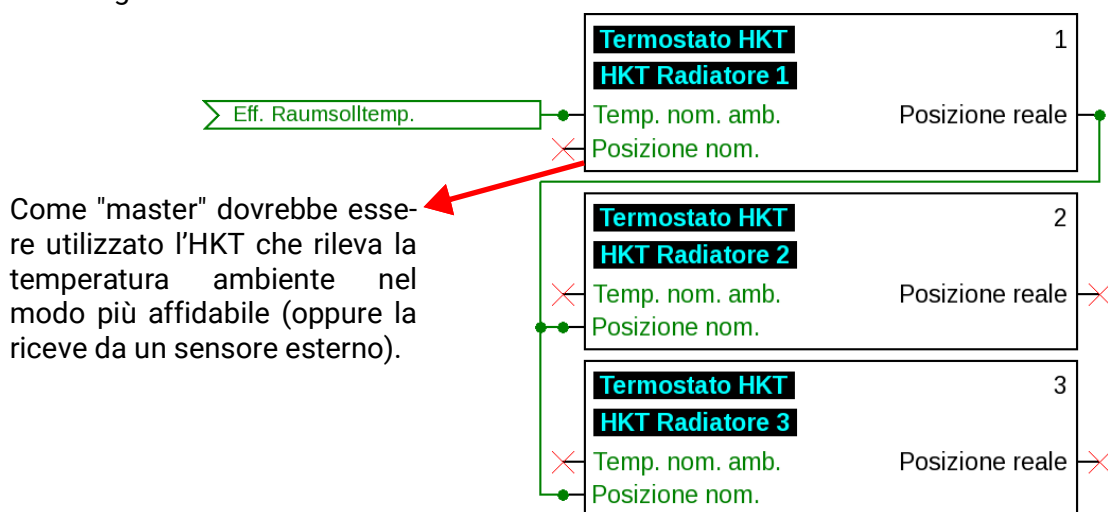 Termostato HKT 1
HKT Radiatore 1
Eff. Raumsolltemp.
Temp. nom. amb. Posizione reale
Posizione nom.
Come "master" dovrebbe esse-
re utilizzato l'HKT che rileva la
temperatura ambiente nel
modo più affidabile (oppure la
riceve da un sensore esterno).
Termostato HKT 2
HKT Radiatore 2
Temp. nom. amb. Posizione reale
Posizione nom.
Termostato HKT 3
HKT Radiatore 3
Temp. nom. amb. Posizione reale
Posizione nom.